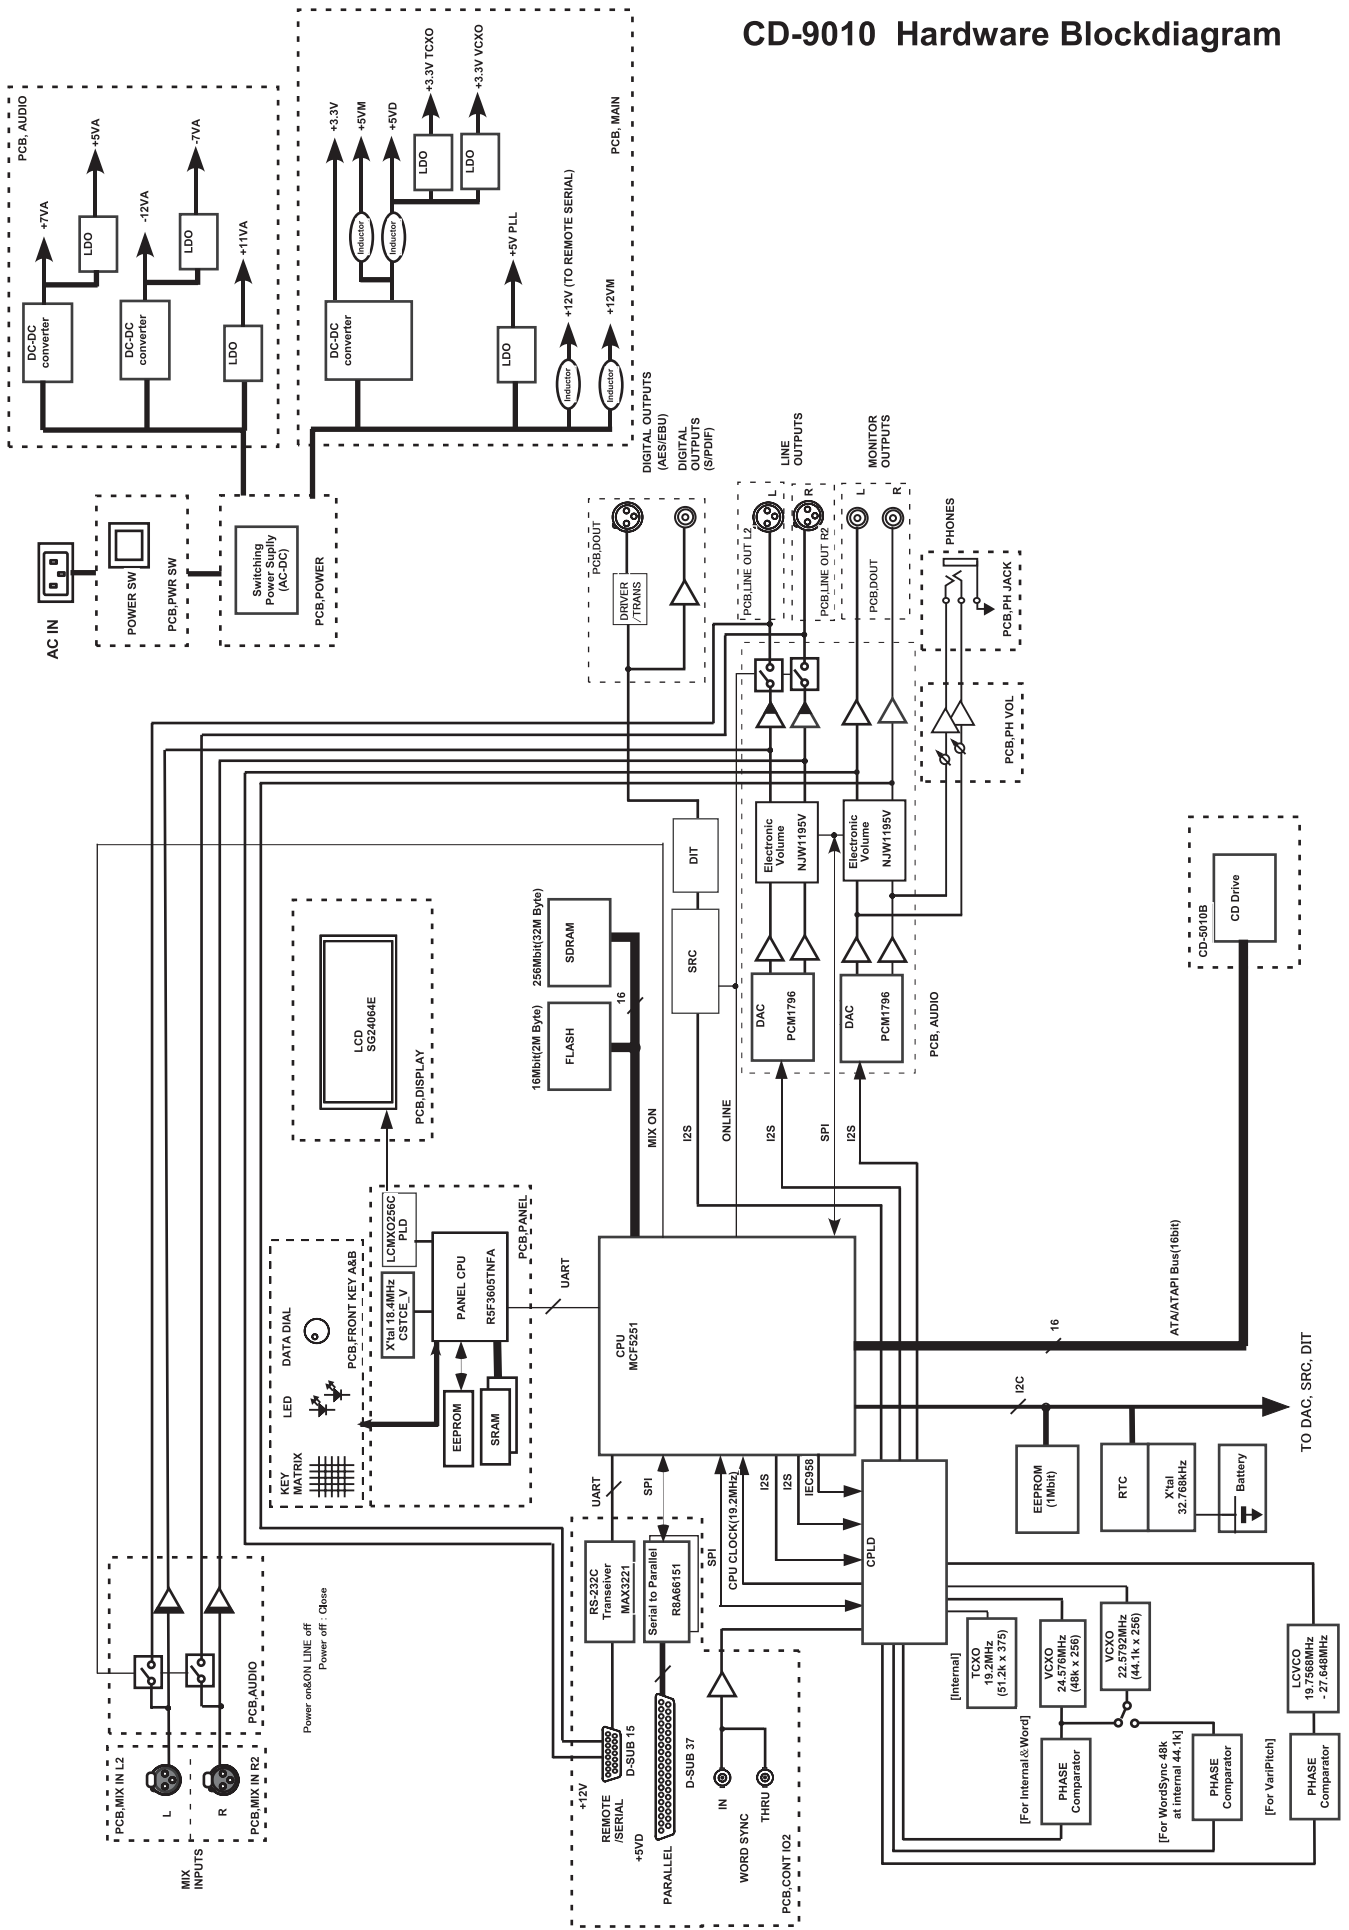 CD-9010 Hardware Blockdiagram
PCB, AUDIO
+7VA
+5VA
-12VA
-7VA
+11VA
DC-DC
converter
LDO
DC-DC
converter
LDO
LDO
PCB, MAIN
+3.3V
+5VM
+5VD
+3.3V TCXO
+3.3V VCXO
LDO
LDO
Inductor
Inductor
DC-DC
converter
+5V PLL
LDO
+12V (TO REMOTE SERIAL)
+12VM
Inductor
Inductor
AC IN
POWER SW
PCB,PWR SW
Switching
Power Suplly
(AC-DC)
PCB,POWER
DIGITAL OUTPUTS
(AES/EBU)
DIGITAL
OUTPUTS
(S/PDIF)
PCB,DOUT
DRIVER
/TRANS
LINE
OUTPUTS
L
R
PCB,LINE OUT L2
PCB,LINE OUT R2
MONITOR
OUTPUTS
L
R
PCB,DOUT
PHONES
PCB,PH JACK
PCB,PH VOL
DIT
SRC
Electronic
Volume
NJW1195V
Electronic
Volume
NJW1195V
DAC
PCM1796
DAC
PCM1796
PCB, AUDIO
CD-5010B
CD Drive
256Mbit(32M Byte)
SDRAM
16Mbit(2M Byte)
FLASH
16
LCD
SG24064E
PCB,DISPLAY
MIX ON
I2S
ONLINE
I2S
SPI
I2S
LCMXO256C
PLD
PCB,PANEL
X'tal 18.4MHz
CSTCE_V
PANEL CPU
R5F3605TNFA
EEPROM
SRAM
UART
DATA DIAL
LED
KEY
MATRIX
PCB,FRONT KEY A&B
CPU
MCF5251
ATA/ATAPI Bus(16bit)
16
I2C
TO DAC, SRC, DIT
EEPROM
(1Mbit)
RTC
X'tal
32.768kHz
Battery
UART
SPI
SPI
CPU CLOCK(19.2MHz)
I2S
I2S
IEC958
CPLD
RS-232C
Transeiver
MAX3221
Serial to Parallel
R8A66151
Power on&ON LINE off
Power off : Close
PCB,AUDIO
PCB,MIX IN L2
L
R
PCB,MIX IN R2
MIX
INPUTS
+12V
D-SUB 15
REMOTE
/SERIAL
+5VD
D-SUB 37
PARALLEL
IN
WORD SYNC
THRU
PCB,CONT IO2
[Internal]
TCXO
19.2MHz
(51.2k x 375)
VCXO
24.576MHz
(48k x 256)
VCXO
22.5792MHz
(44.1k x 256)
LCVCO
19.7568MHz
- 27.648MHz
[For Internal&Word]
PHASE
Comparator
[For WordSync 48k
at internal 44.1k]
PHASE
Comparator
[For VariPitch]
PHASE
Comparator